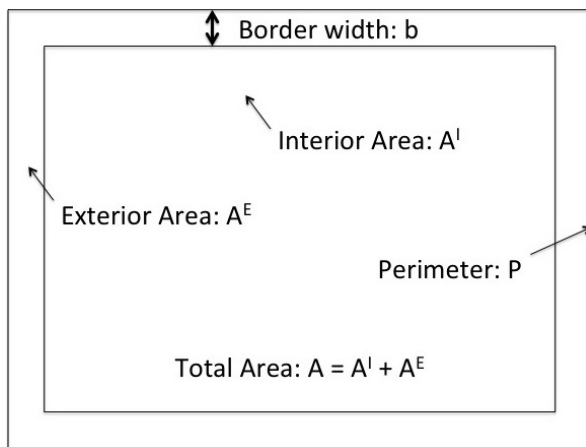 Border width: b
Interior Area: Aᴵ
Exterior Area: Aᴱ
Perimeter: P
Total Area: A = Aᴵ + Aᴱ